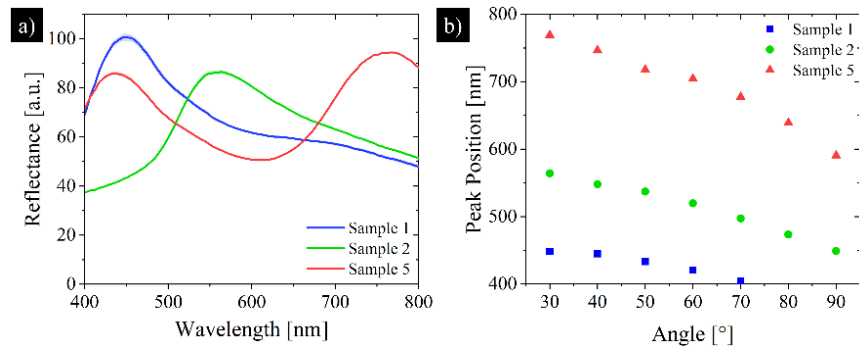 a)
100
80
60
40
20
0
Reflectance [a.u.]
400
500
600
700
800
Wavelength [nm]
Sample 1
Sample 2
Sample 5
b)
800
700
600
500
400
Peak Position [nm]
30
40
50
60
70
80
90
Angle [°]
Sample 1
Sample 2
Sample 5